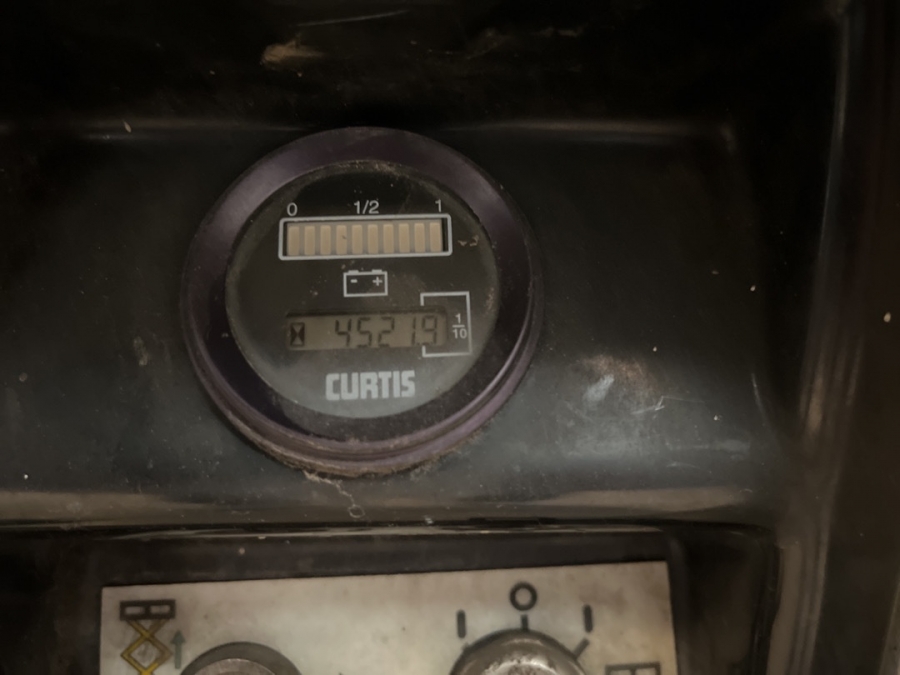 0 1/2 1
- +
4521.9
1/10
CURTIS